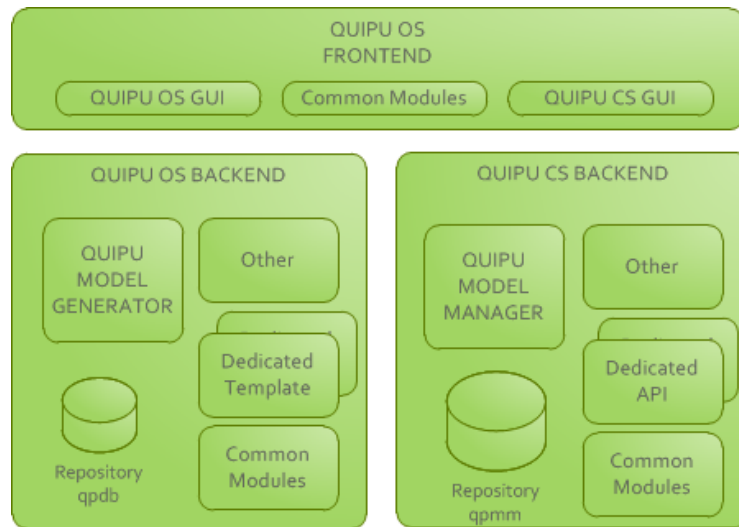 QUIPU OS
FRONTEND
QUIPU OS GUI
Common Modules
QUIPU CS GUI
QUIPU OS BACKEND
QUIPU
MODEL
GENERATOR
Other
Dedicated
Template
Repository
qpdb
Common
Modules
QUIPU CS BACKEND
QUIPU
MODEL
MANAGER
Other
Dedicated
API
Repository
qpmm
Common
Modules